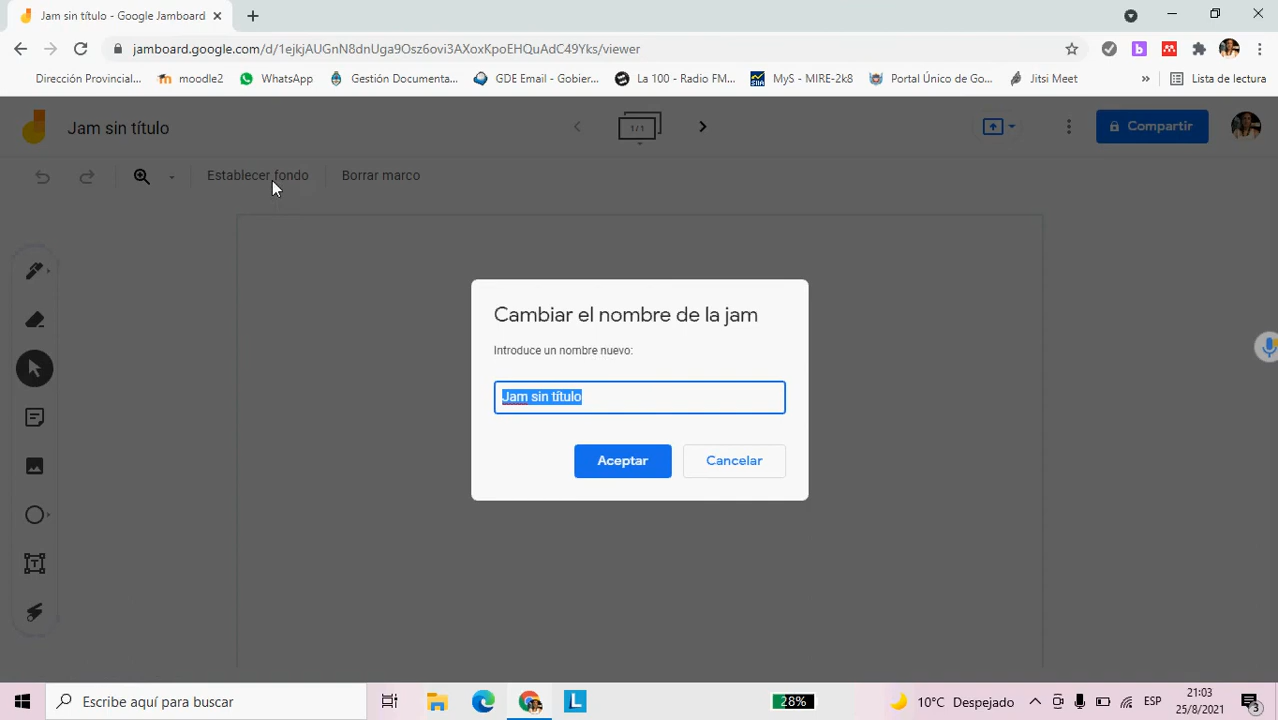 Jam sin título - Google Jamboard
jamboard.google.com/d/1ejkjAUGnN8dnUga9Osz6ovi3AXoxKpoEHQuAdC49Yks/viewer
Dirección Provincial... moodle2 WhatsApp Gestión Documenta... GDE Email - Gobier... La 100 - Radio FM... MyS - MIRE-2k8 Portal Único de Go... Jitsi Meet » Lista de lectura
Jam sin título
1 / 1
Compartir
Establecer fondo
Borrar marco
Cambiar el nombre de la jam
Introduce un nombre nuevo:
Jam sin título
Aceptar
Cancelar
Escribe aquí para buscar
28%
10°C Despejado
ESP
21:03
25/8/2021
3